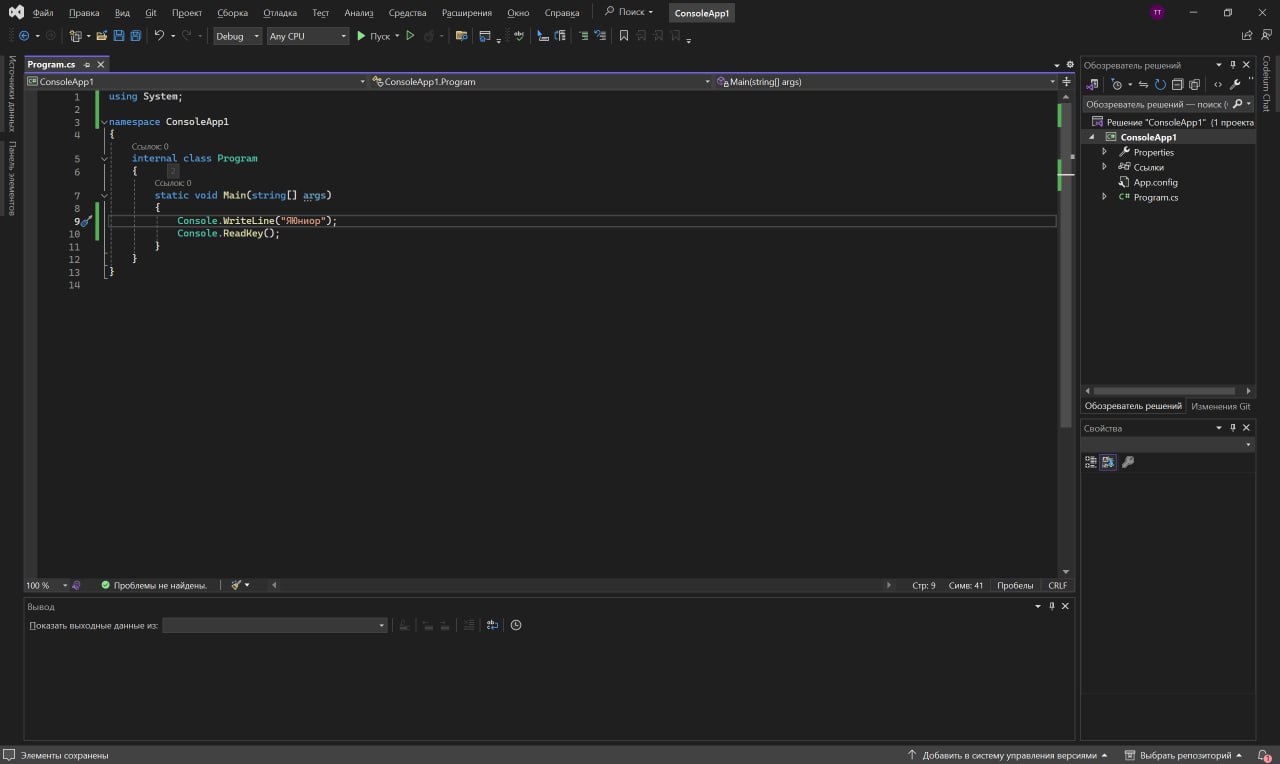 Файл Правка Вид Git Проект Сборка Отладка Тест Анализ Средства Расширения Окно Справка Поиск ConsoleApp1 TT
Debug Any CPU Пуск
Источники данных
Панель элементов
Program.cs
ConsoleApp1 ConsoleApp1.Program Main(string[] args)
1 using System;
2
3 namespace ConsoleApp1
4 {
Ссылок: 0
5 internal class Program
6 {
2
Ссылок: 0
7 static void Main(string[] args)
8 {
9 Console.WriteLine("ЯЮниор");
10 Console.ReadKey();
11 }
12 }
13 }
14
100 % Проблемы не найдены. Стр: 9 Симв: 41 Пробелы CRLF
Вывод
Показать выходные данные из:
Обозреватель решений
Обозреватель решений — поиск (
Решение "ConsoleApp1" (1 проекта
ConsoleApp1
Properties
Ссылки
App.config
C# Program.cs
Обозреватель решений Изменения Git
Свойства
Codeium Chat
Элементы сохранены Добавить в систему управления версиями Выбрать репозиторий 1